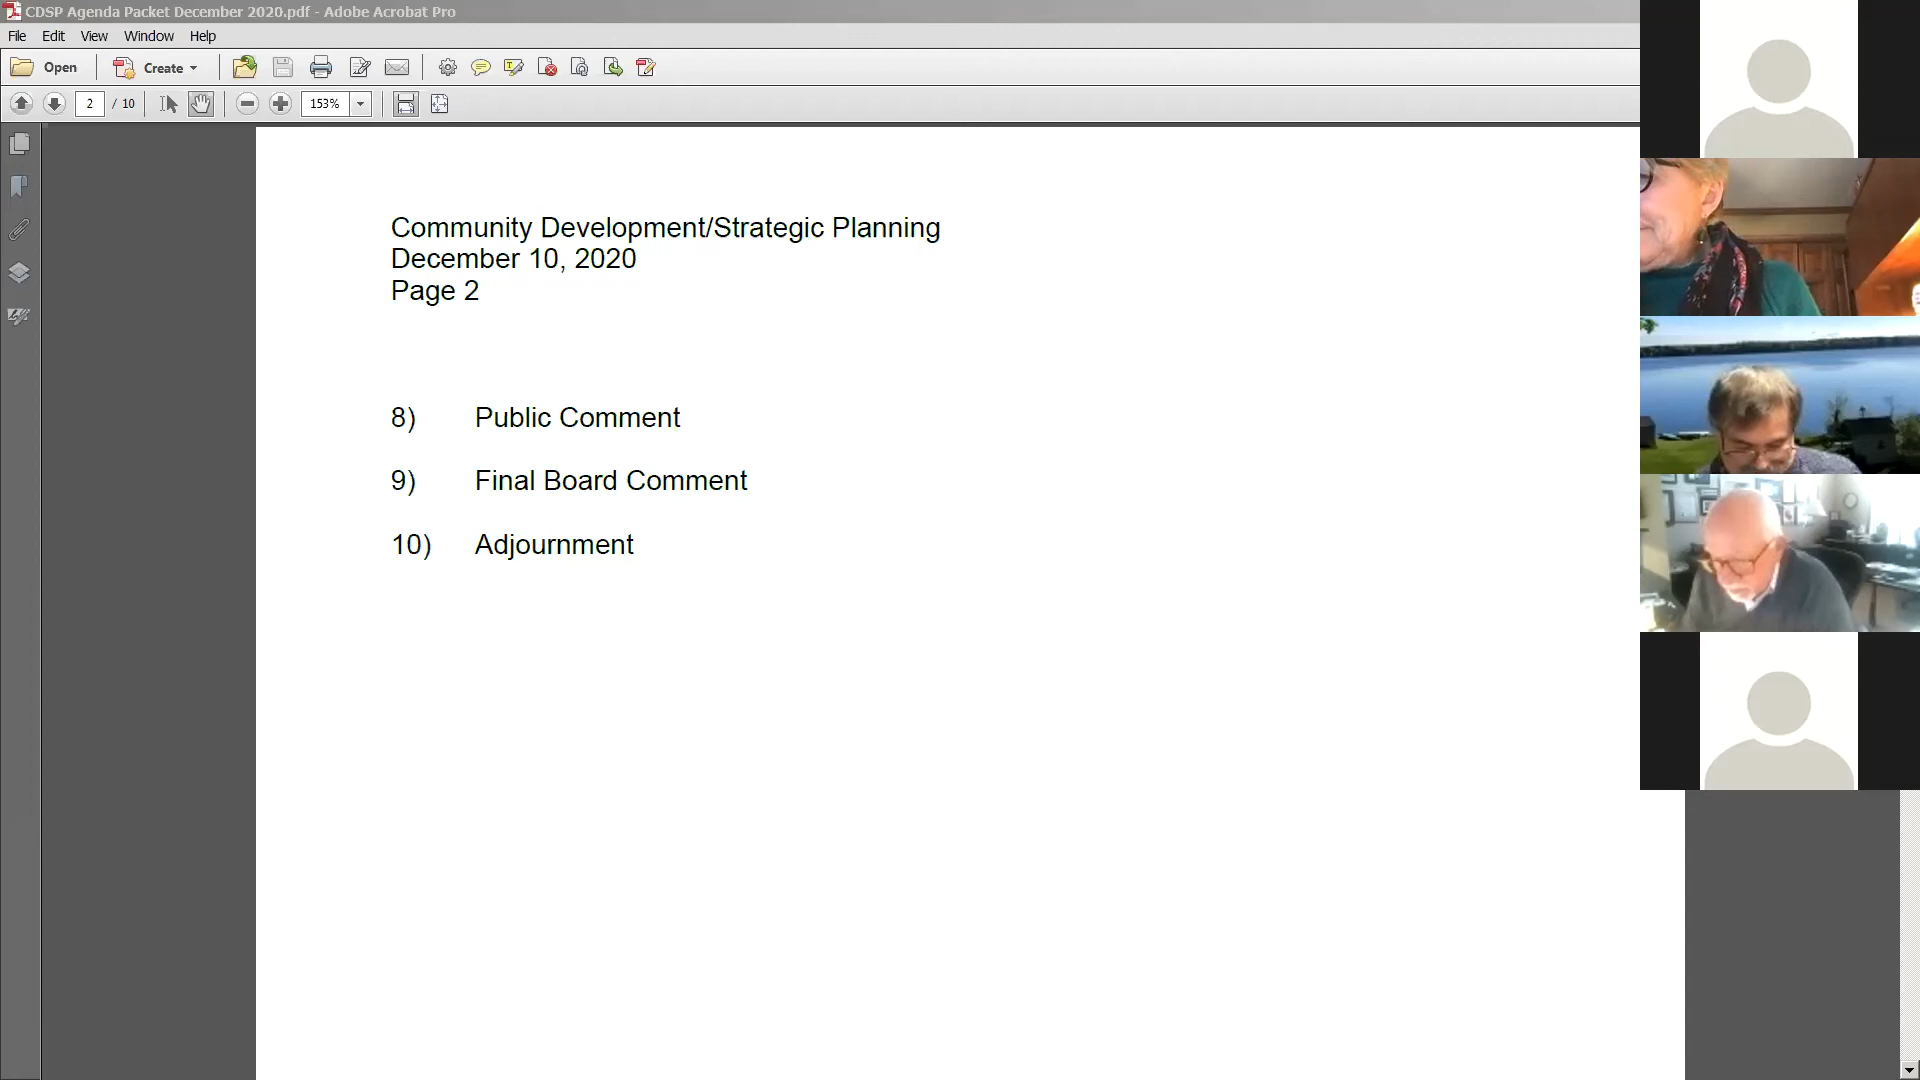 CDSP Agenda Packet December 2020.pdf - Adobe Acrobat Pro
File Edit View Window Help
Open Create
2 / 10 153%
Community Development/Strategic Planning
December 10, 2020
Page 2
8) Public Comment
9) Final Board Comment
10) Adjournment